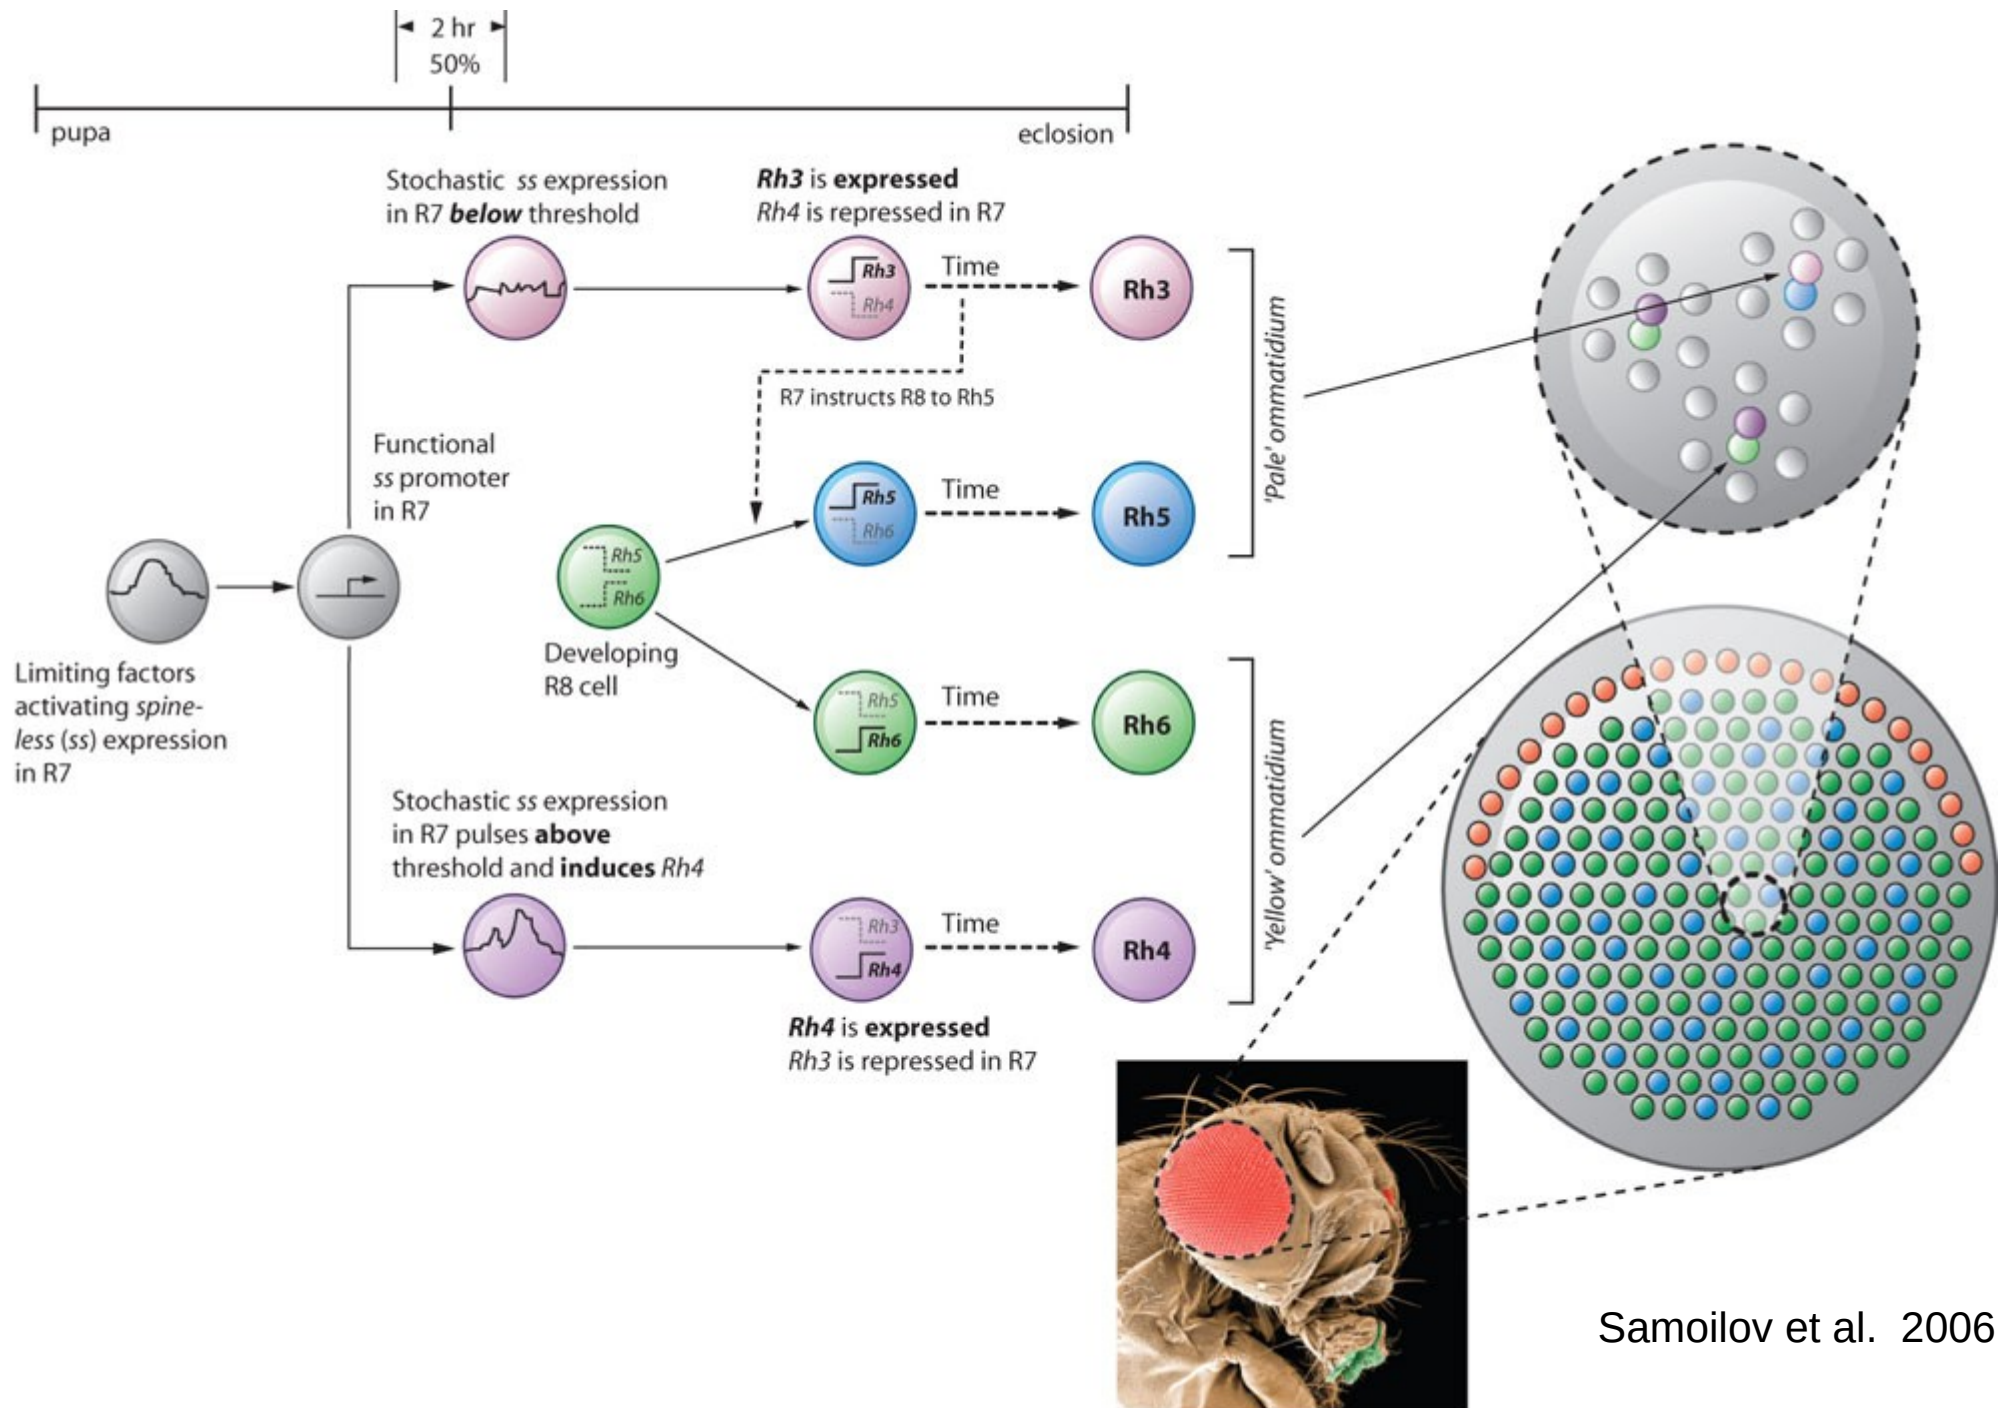 2 hr
50%
pupa
eclosion
Stochastic ss expression
in R7 below threshold
Rh3 is expressed
Rh4 is repressed in R7
Rh3
Rh4
Time
Rh3
R7 instructs R8 to Rh5
'Pale' ommatidium
Functional
ss promoter
in R7
Rh5
Rh6
Time
Rh5
Rh5
Rh6
Developing
R8 cell
Limiting factors
activating spine-
less (ss) expression
in R7
Rh5
Rh6
Time
Rh6
'Yellow' ommatidium
Stochastic ss expression
in R7 pulses above
threshold and induces Rh4
Rh3
Rh4
Time
Rh4
Rh4 is expressed
Rh3 is repressed in R7
Samoilov et al.  2006